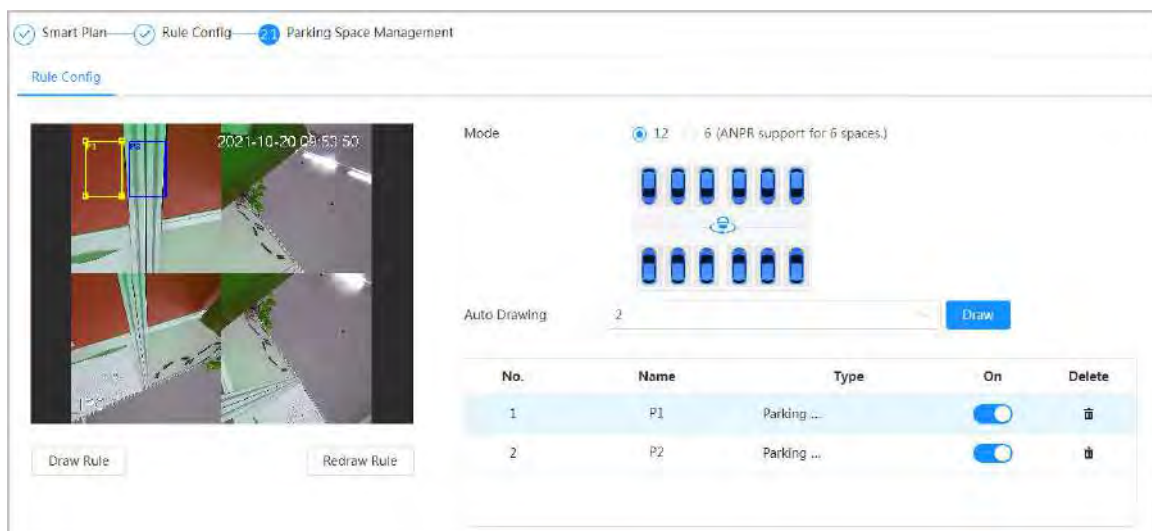 Smart Plan Rule Config 2.1 Parking Space Management
Rule Config
P1 P2 2021-10-20 09:53:50
Mode 12 6 (ANPR support for 6 spaces.)
Auto Drawing 2 Draw
No. Name Type On Delete
1 P1 Parking ...
2 P2 Parking ...
Draw Rule Redraw Rule